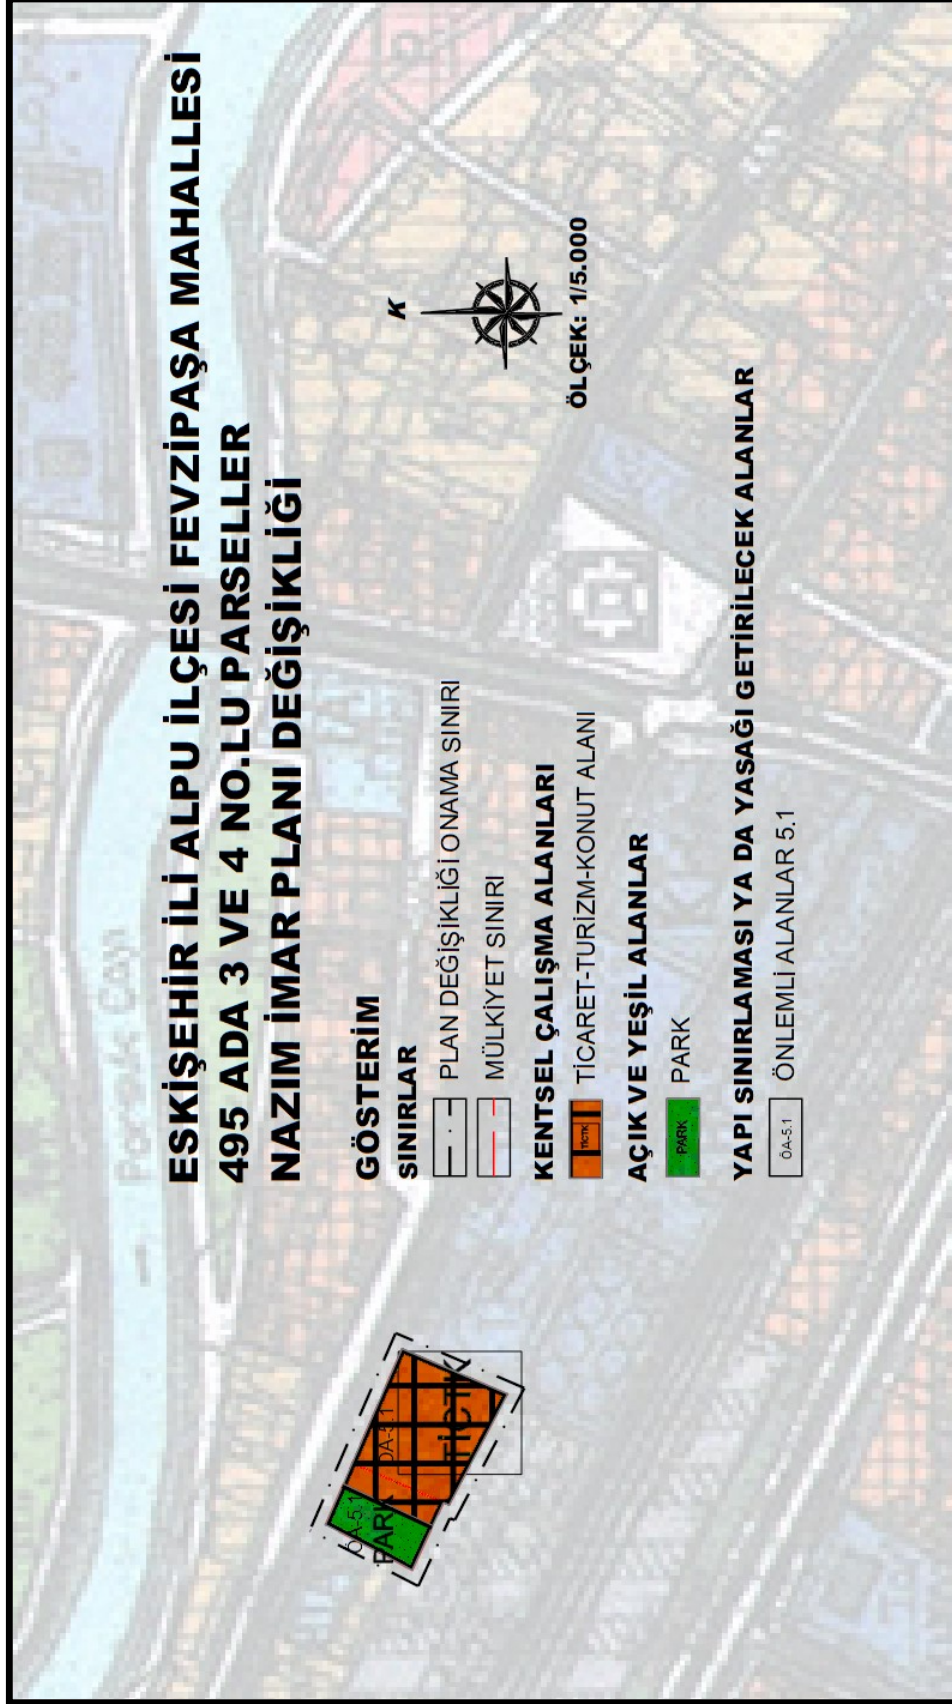 ESKİŞEHİR İLİ ALPU İLÇESİ FEVZİPAŞA MAHALLESİ
495 ADA 3 VE 4 NO.LU PARSELLER
NAZIM İMAR PLANI DEĞİŞİKLİĞİ
K
ÖLÇEK: 1/5.000
GÖSTERİM
SINIRLAR
PLAN DEĞİŞİKLİĞİ ONAMA SINIRI
MÜLKİYET SINIRI
KENTSEL ÇALIŞMA ALANLARI
TİCTK TİCARET-TURİZM-KONUT ALANI
AÇIK VE YEŞİL ALANLAR
PARK PARK
YAPI SINIRLAMASI YA DA YASAĞI GETİRİLECEK ALANLAR
ÖA-5.1 ÖNLEMLİ ALANLAR 5.1
ÖA-5.1
PARK
ÖA-5.1
TİCTK